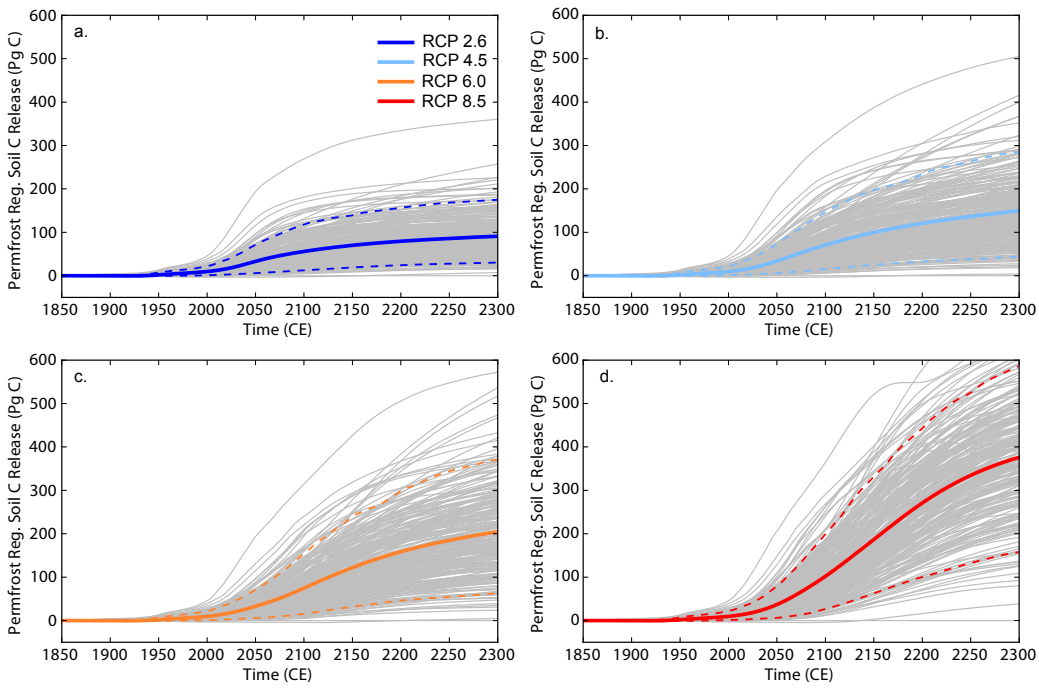 a.
RCP 2.6
RCP 4.5
RCP 6.0
RCP 8.5
Permfrost Reg. Soil C Release (Pg C)
600
500
400
300
200
100
0
1850 1900 1950 2000 2050 2100 2150 2200 2250 2300
Time (CE)
b.
Permfrost Reg. Soil C Release (Pg C)
600
500
400
300
200
100
0
1850 1900 1950 2000 2050 2100 2150 2200 2250 2300
Time (CE)
c.
Permfrost Reg. Soil C Release (Pg C)
600
500
400
300
200
100
0
1850 1900 1950 2000 2050 2100 2150 2200 2250 2300
Time (CE)
d.
Permfrost Reg. Soil C Release (Pg C)
600
500
400
300
200
100
0
1850 1900 1950 2000 2050 2100 2150 2200 2250 2300
Time (CE)